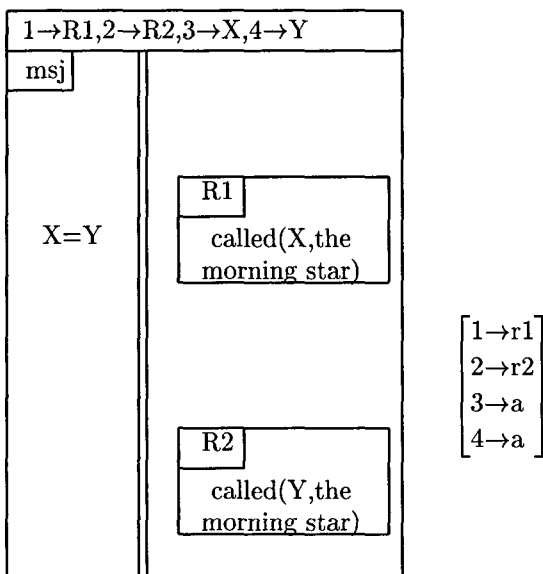 1→R1,2→R2,3→X,4→Y
msj
R1
X=Y
called(X,the
morning star)
[1→r1
2→r2
3→a
4→a]
R2
called(Y,the
morning star)